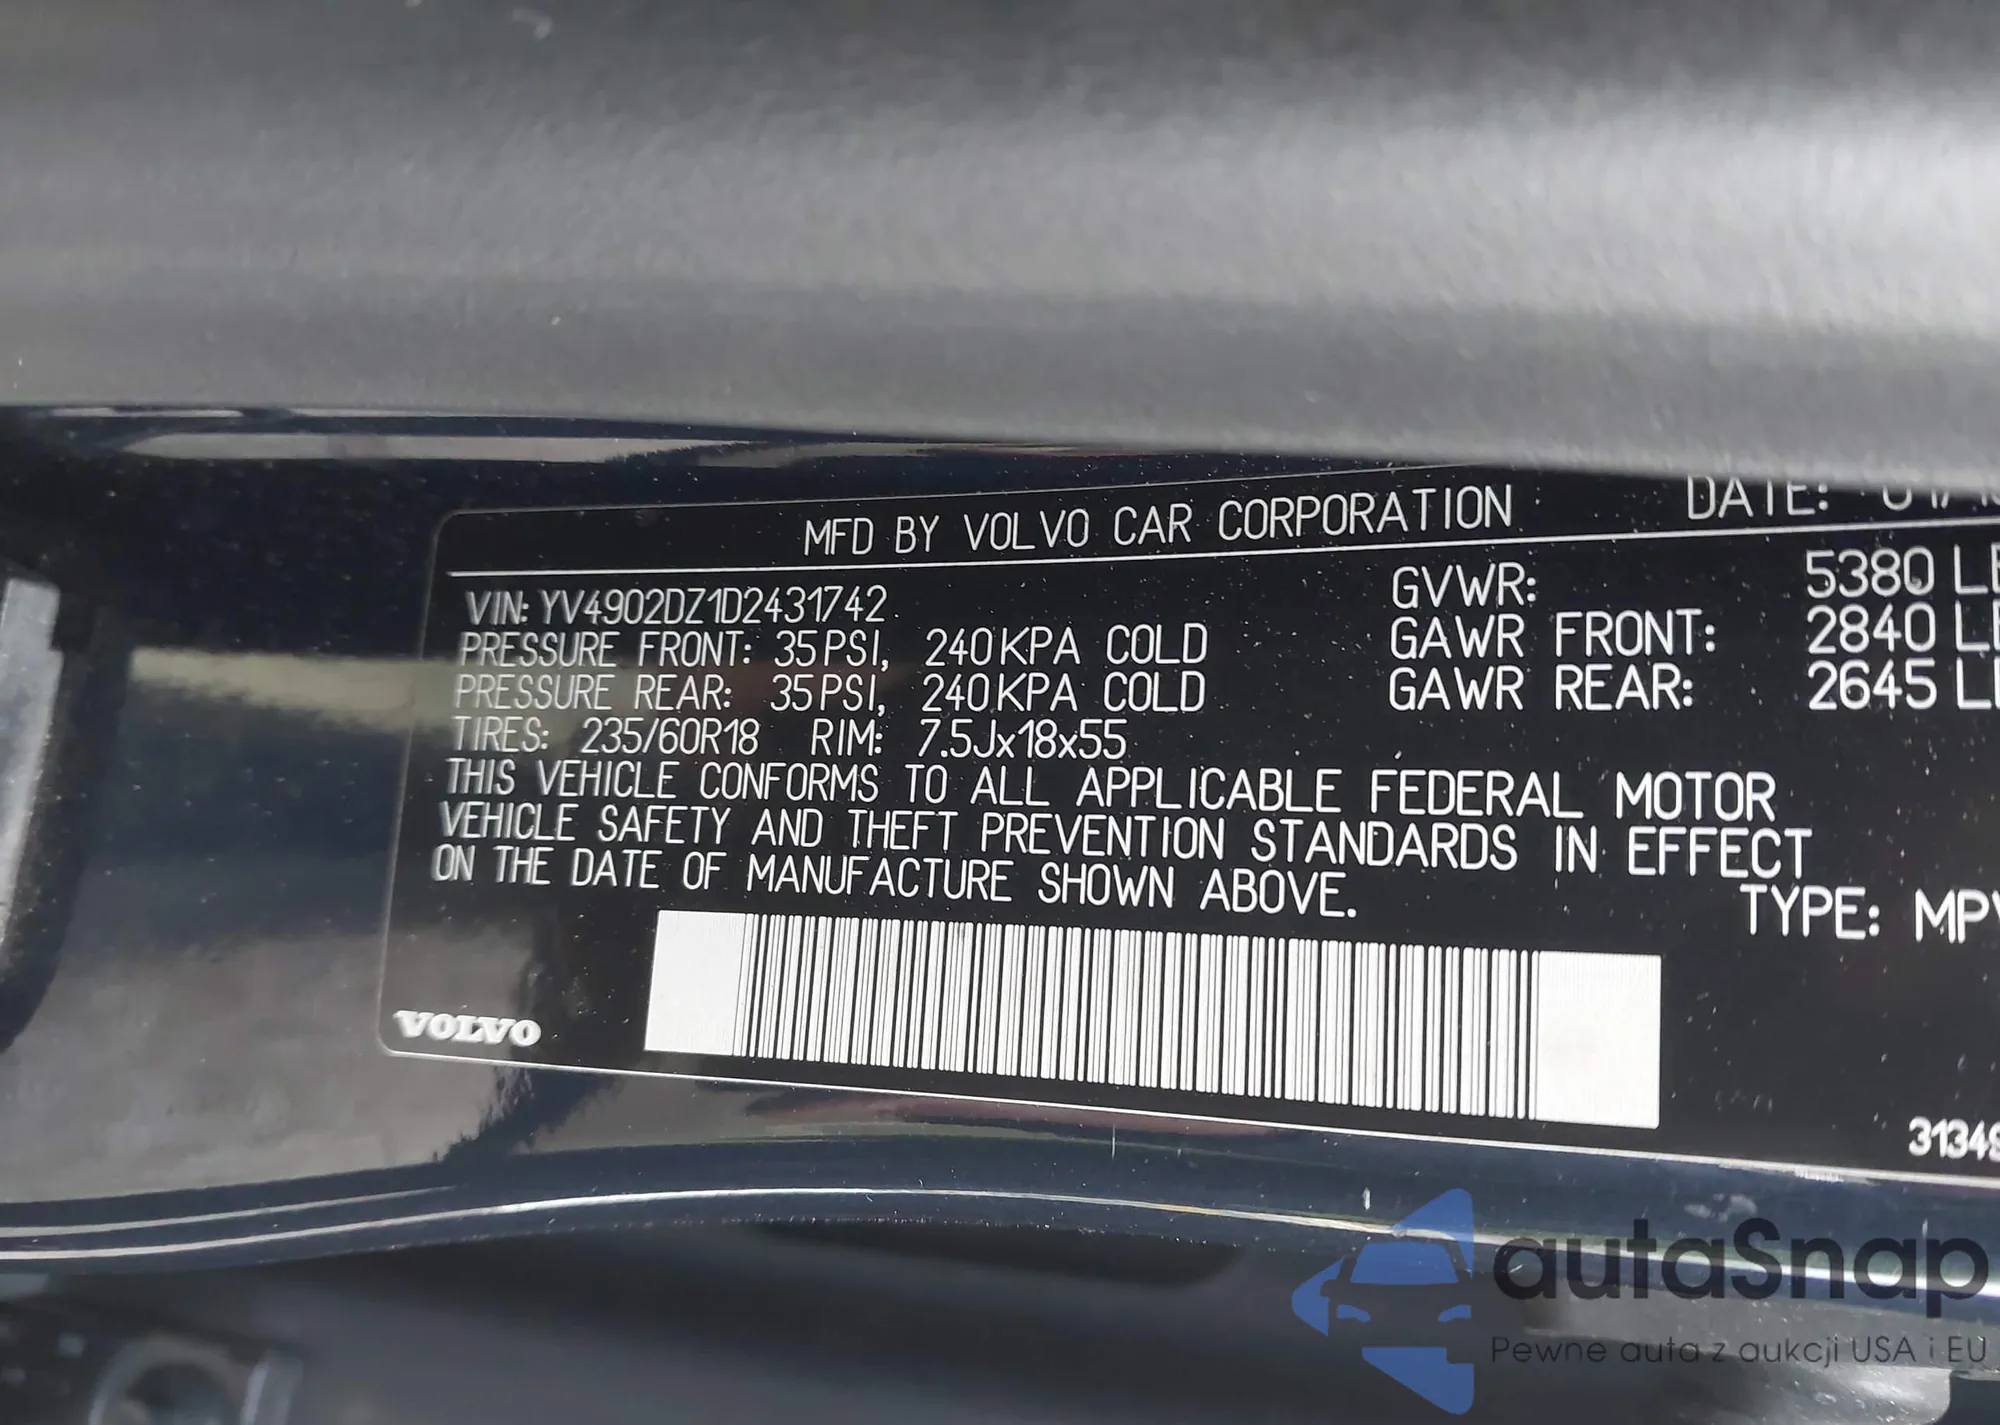 MFD BY VOLVO CAR CORPORATION DATE:
VIN: YV4902DZ1D2431742 GVWR: 5380
PRESSURE FRONT: 35PSI, 240KPA COLD GAWR FRONT: 2840
PRESSURE REAR: 35PSI, 240KPA COLD GAWR REAR: 2645
TIRES: 235/60R18 RIM: 7.5Jx18x55
THIS VEHICLE CONFORMS TO ALL APPLICABLE FEDERAL MOTOR
VEHICLE SAFETY AND THEFT PREVENTION STANDARDS IN EFFECT
ON THE DATE OF MANUFACTURE SHOWN ABOVE.
TYPE: MPV
VOLVO
autaSnap
Pewne auta z aukcji USA i EU